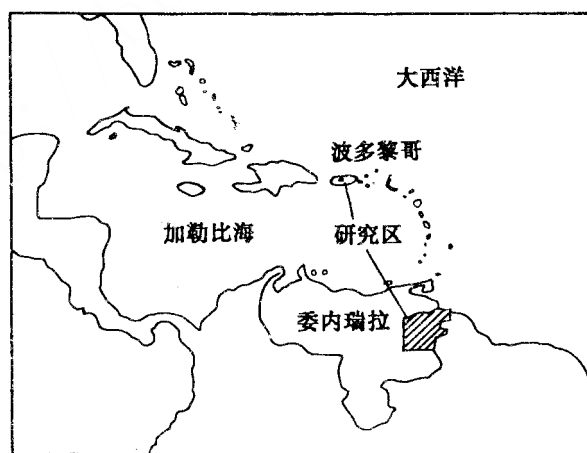 大西洋
波多黎哥
加勒比海
研究区
委内瑞拉